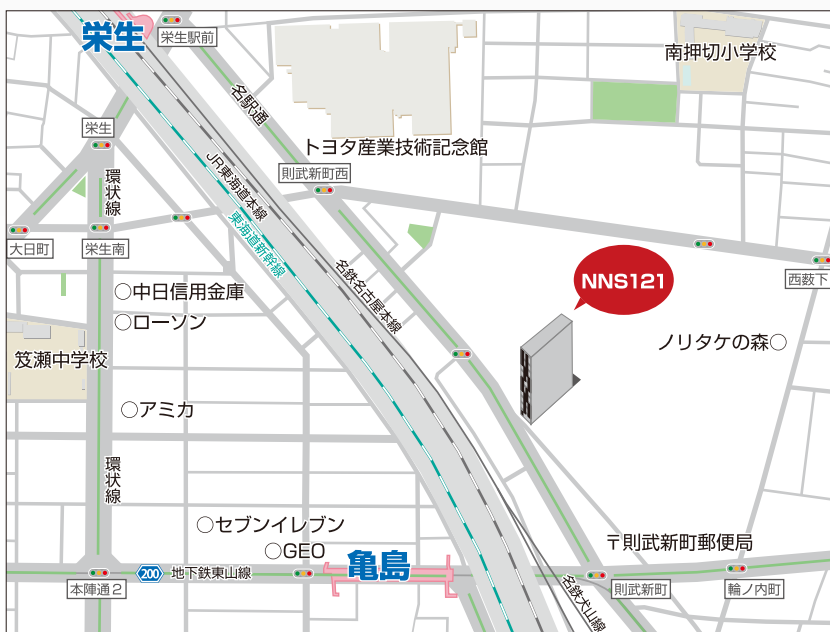 栄生
栄生駅前
南押切小学校
名駅通
栄生
トヨタ産業技術記念館
JR東海道本線
則武新町西
環状線
東海道新幹線
大日町
栄生南
名鉄名古屋本線
西数下
NNS121
○中日信用金庫
○ローソン
ノリタケの森○
笈瀬中学校
○アミカ
環状線
○セブンイレブン
○GEO
亀島
〒則武新町郵便局
200
地下鉄東山線
本陣通2
名鉄犬山線
則武新町
輪ノ内町